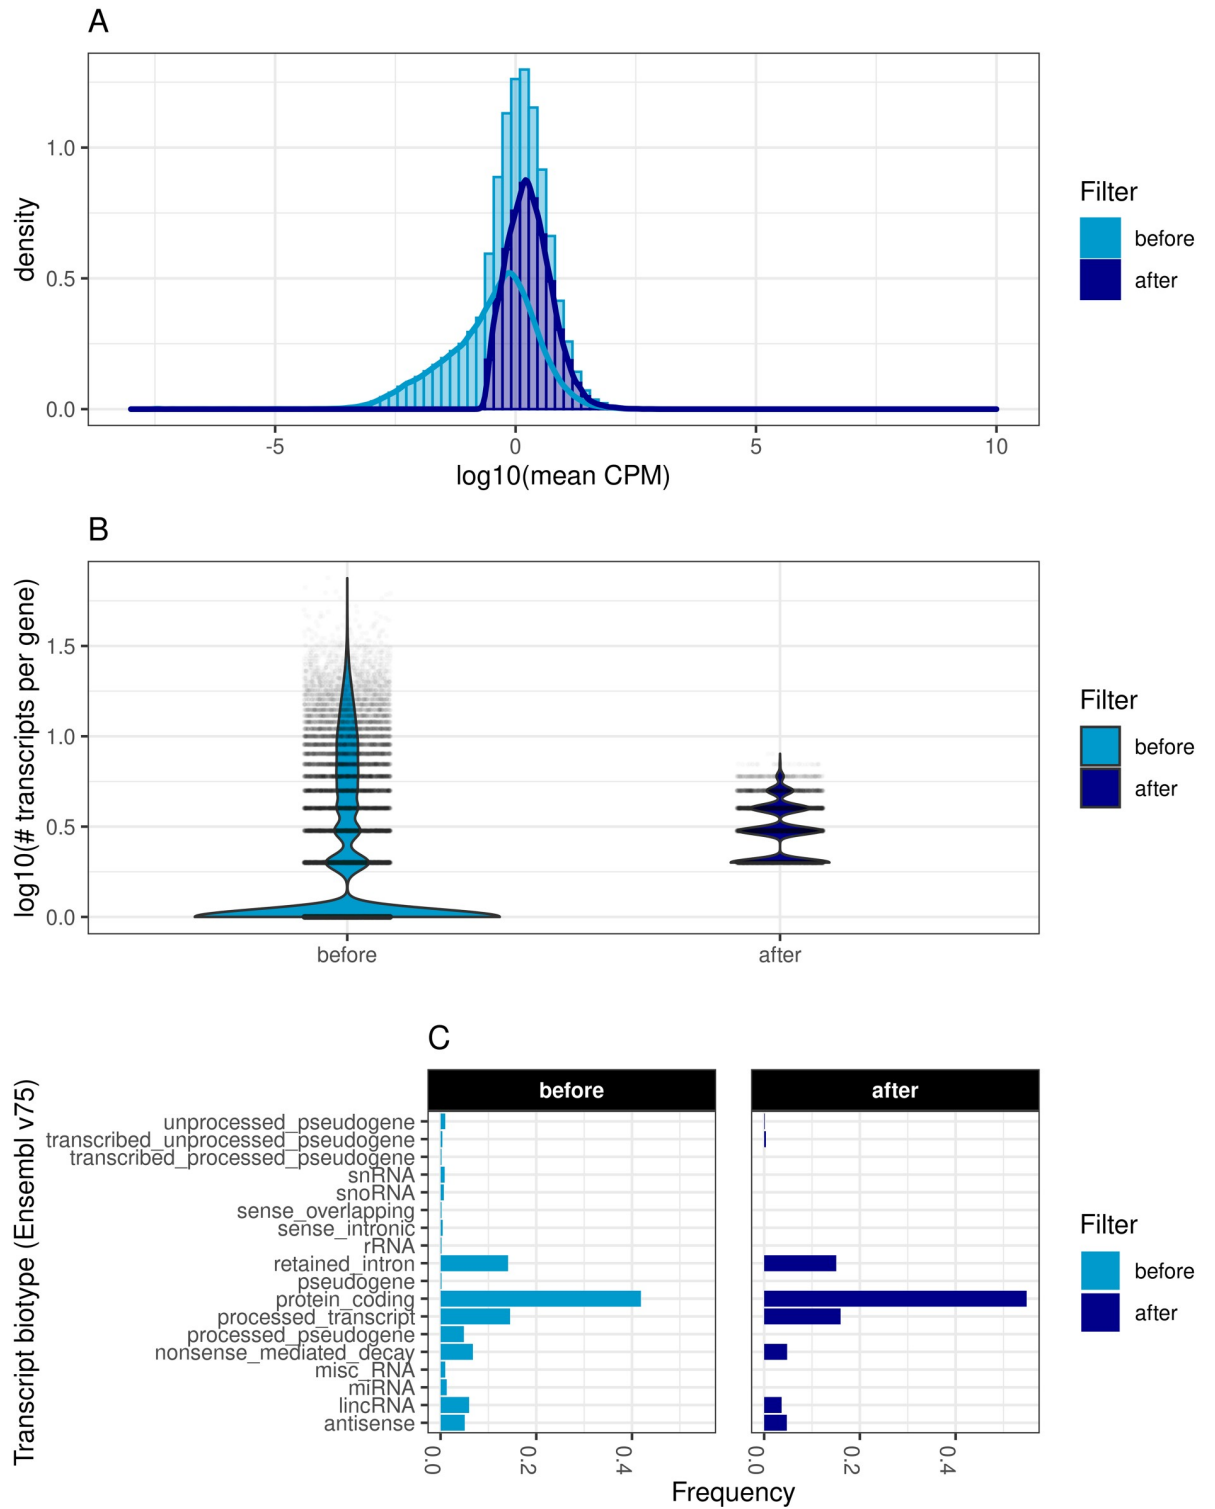 A
density
1.0
0.5
0.0
-5
0
5
10
log10(mean CPM)
Filter
before
after
B
log10(# transcripts per gene)
1.5
1.0
0.5
0.0
before
after
Filter
before
after
C
before
after
Transcript biotype (Ensembl v75)
unprocessed_pseudogene
transcribed_unprocessed_pseudogene
transcribed_processed_pseudogene
snRNA
snoRNA
sense_overlapping
sense_intronic
rRNA
retained_intron
pseudogene
protein_coding
processed_transcript
processed_pseudogene
nonsense_mediated_decay
misc_RNA
miRNA
lincRNA
antisense
0.0
0.2
0.4
0.0
0.2
0.4
Frequency
Filter
before
after